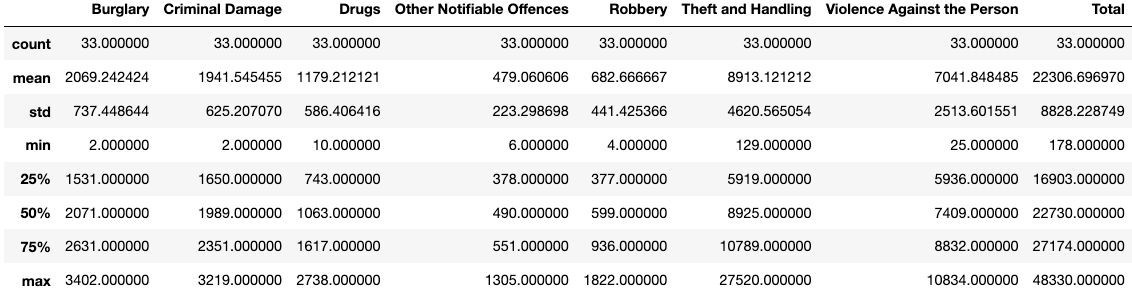 Burglary Criminal Damage Drugs Other Notifiable Offences Robbery Theft and Handling Violence Against the Person Total
count 33.000000 33.000000 33.000000 33.000000 33.000000 33.000000 33.000000 33.000000
mean 2069.242424 1941.545455 1179.212121 479.060606 682.666667 8913.121212 7041.848485 22306.696970
std 737.448644 625.207070 586.406416 223.298698 441.425366 4620.565054 2513.601551 8828.228749
min 2.000000 2.000000 10.000000 6.000000 4.000000 129.000000 25.000000 178.000000
25% 1531.000000 1650.000000 743.000000 378.000000 377.000000 5919.000000 5936.000000 16903.000000
50% 2071.000000 1989.000000 1063.000000 490.000000 599.000000 8925.000000 7409.000000 22730.000000
75% 2631.000000 2351.000000 1617.000000 551.000000 936.000000 10789.000000 8832.000000 27174.000000
max 3402.000000 3219.000000 2738.000000 1305.000000 1822.000000 27520.000000 10834.000000 48330.000000